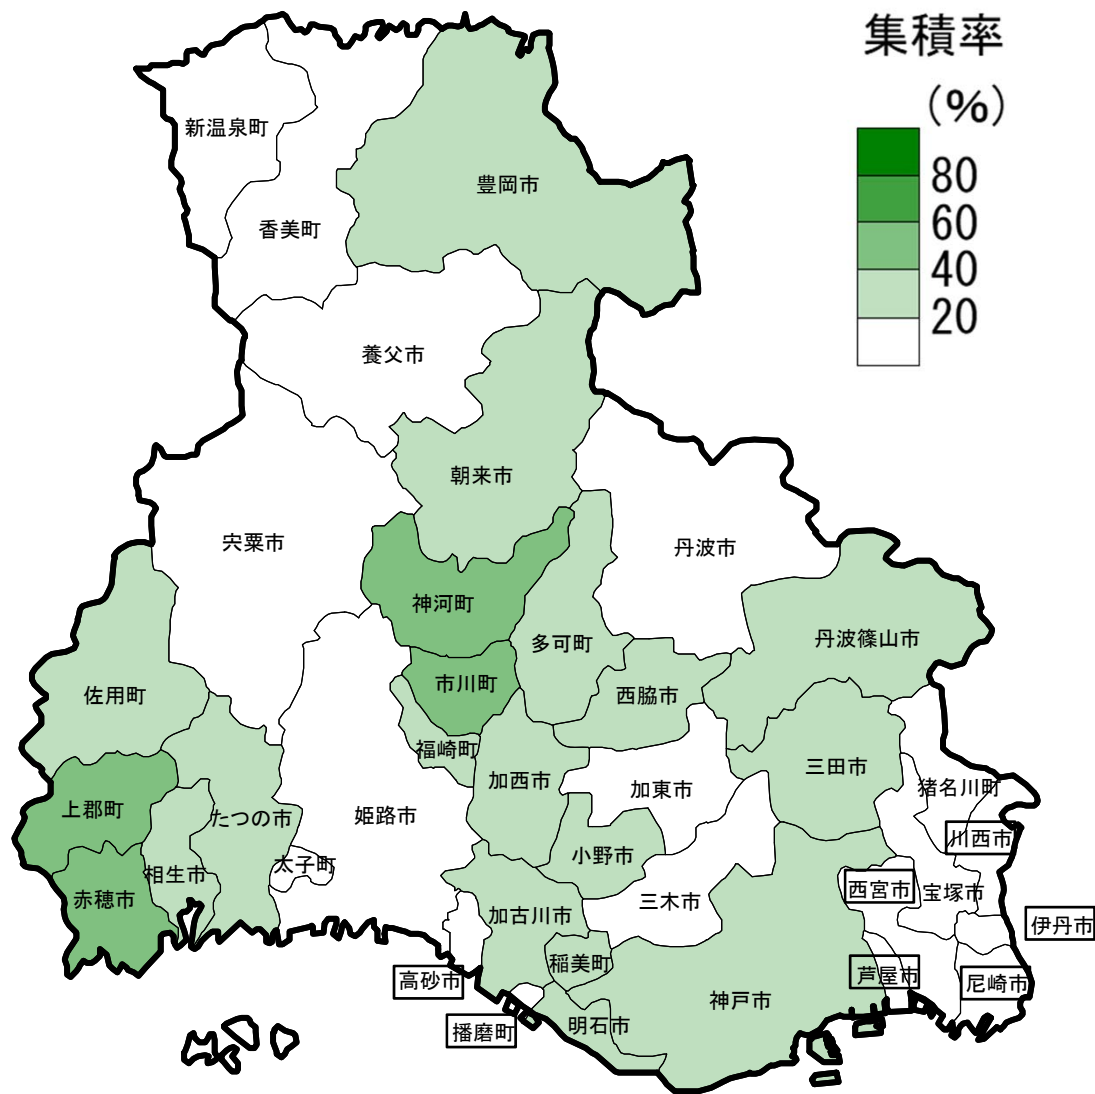 集積率
(%)
80
60
40
20
新温泉町
豊岡市
香美町
養父市
朝来市
宍粟市
丹波市
神河町
多可町
丹波篠山市
市川町
西脇市
佐用町
福崎町
加西市
三田市
加東市
猪名川町
上郡町
たつの市
姫路市
川西市
小野市
太子町
相生市
西宮市
宝塚市
赤穂市
三木市
加古川市
伊丹市
稲美町
芦屋市
高砂市
尼崎市
神戸市
明石市
播磨町